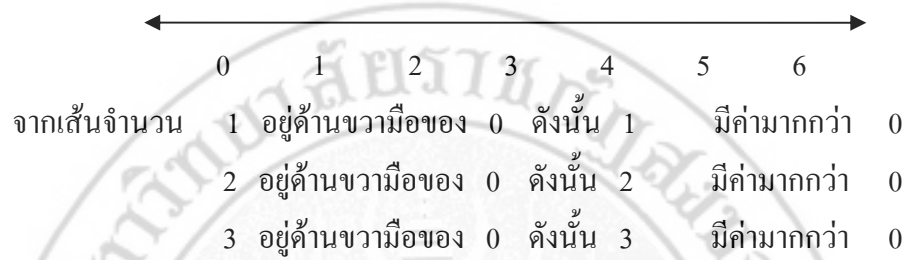 0 1 2 3 4 5 6
จากเส้นจำนวน 1 อยู่ด้านขวามือของ 0 ดังนั้น 1 มีค่ามากกว่า 0
2 อยู่ด้านขวามือของ 0 ดังนั้น 2 มีค่ามากกว่า 0
3 อยู่ด้านขวามือของ 0 ดังนั้น 3 มีค่ามากกว่า 0